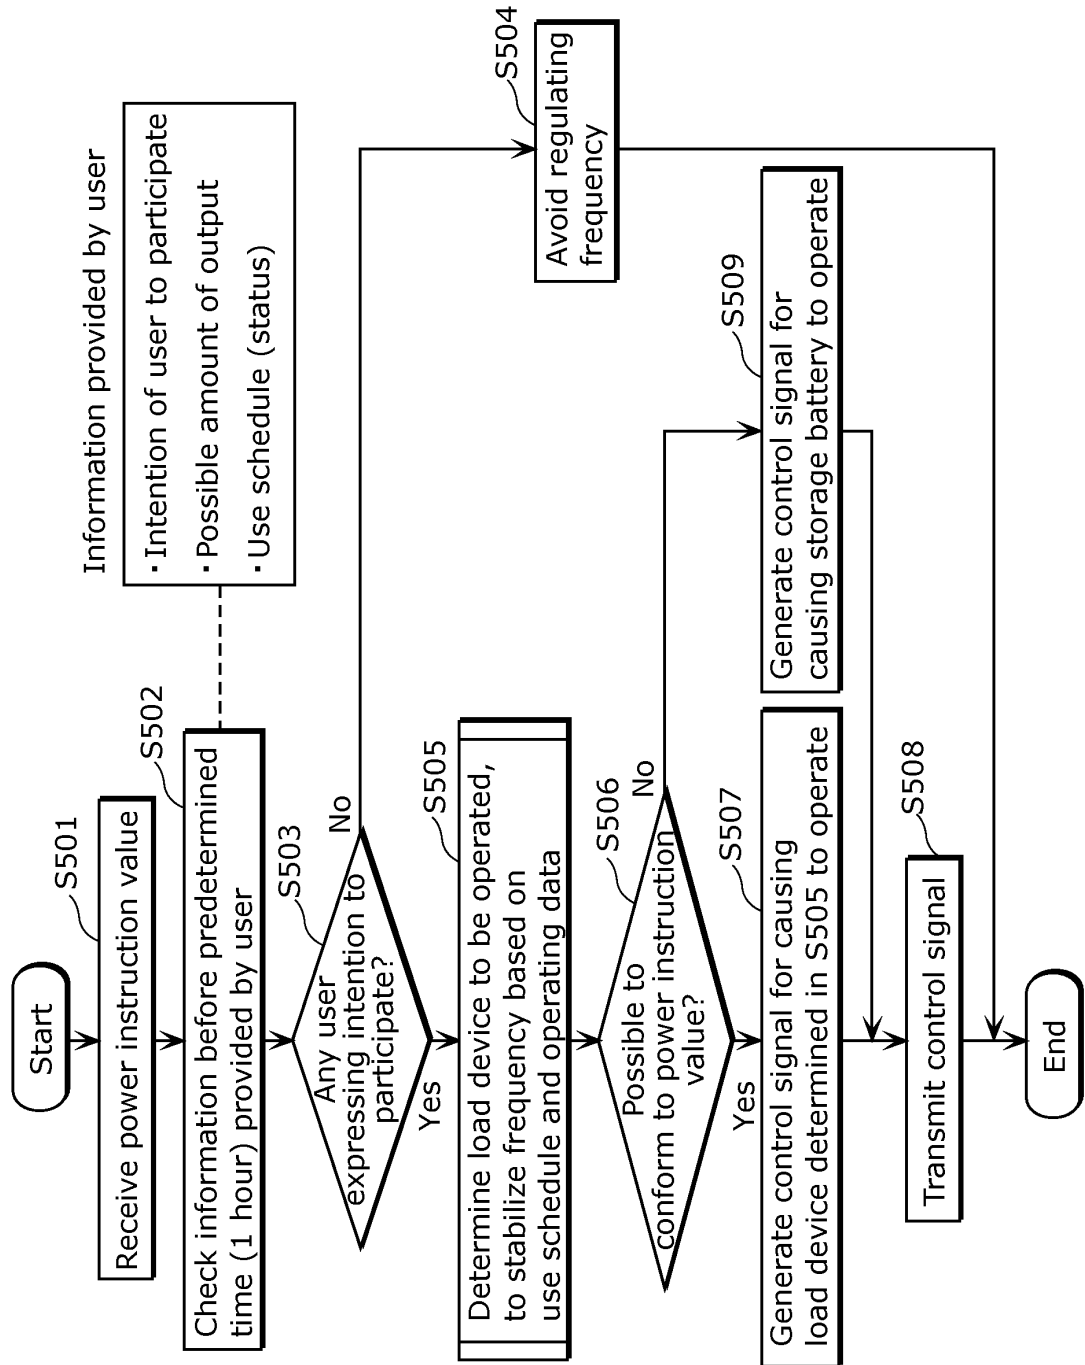 Start
S501
Receive power instruction value
S502
Check information before predetermined
time (1 hour) provided by user
Information provided by user
・Intention of user to participate
・Possible amount of output
・Use schedule (status)
S503
Any user
expressing intention to
participate?
No
Yes
S504
Avoid regulating
frequency
S505
Determine load device to be operated,
to stabilize frequency based on
use schedule and operating data
S506
Possible to
conform to power instruction
value?
No
Yes
S507
Generate control signal for causing
load device determined in S505 to operate
S509
Generate control signal for
causing storage battery to operate
S508
Transmit control signal
End